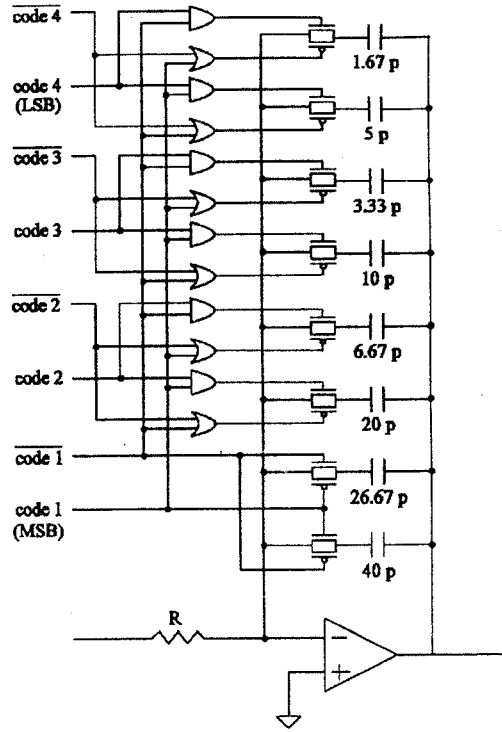 code 4
1.67 p
code 4
(LSB)
5 p
code 3
3.33 p
code 3
10 p
code 2
6.67 p
code 2
20 p
code 1
26.67 p
code 1
(MSB)
40 p
R
−
+